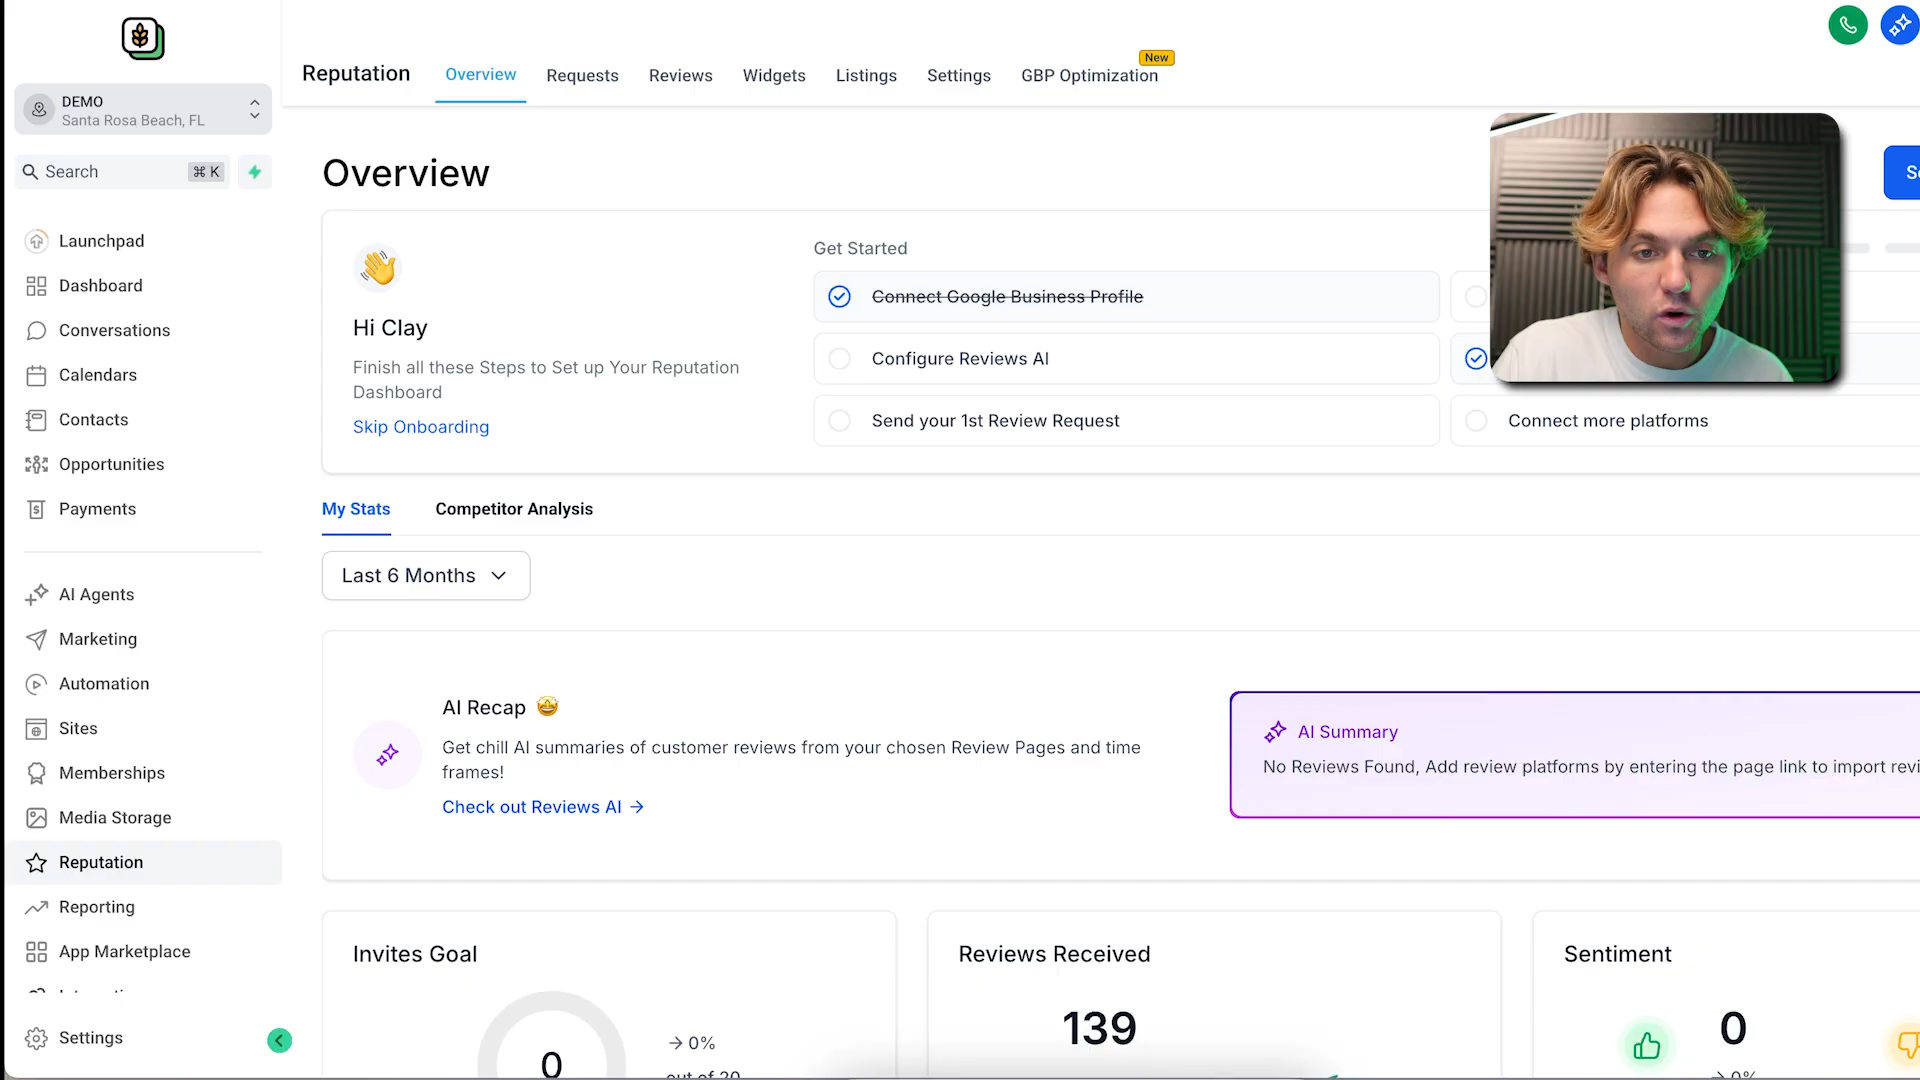 DEMO
Santa Rosa Beach, FL
Search
⌘ K
Launchpad
Dashboard
Conversations
Calendars
Contacts
Opportunities
Payments
AI Agents
Marketing
Automation
Sites
Memberships
Media Storage
Reputation
Reporting
App Marketplace
Settings
Reputation
Overview
Requests
Reviews
Widgets
Listings
Settings
GBP Optimization
New
Overview
Hi Clay
Finish all these Steps to Set up Your Reputation
Dashboard
Skip Onboarding
Get Started
Connect Google Business Profile
Configure Reviews AI
Send your 1st Review Request
Connect more platforms
My Stats
Competitor Analysis
Last 6 Months
AI Recap
Get chill AI summaries of customer reviews from your chosen Review Pages and time
frames!
Check out Reviews AI →
AI Summary
No Reviews Found, Add review platforms by entering the page link to import revi
Invites Goal
0
→ 0%
out of 20
Reviews Received
139
Sentiment
0
→ 0%